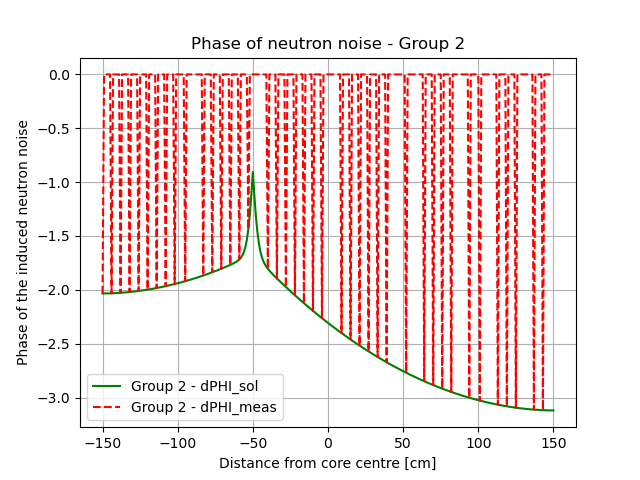 Phase of neutron noise - Group 2
Phase of the induced neutron noise
0.0
−0.5
−1.0
−1.5
−2.0
−2.5
−3.0
Group 2 - dPHI_sol
Group 2 - dPHI_meas
−150
−100
−50
0
50
100
150
Distance from core centre [cm]